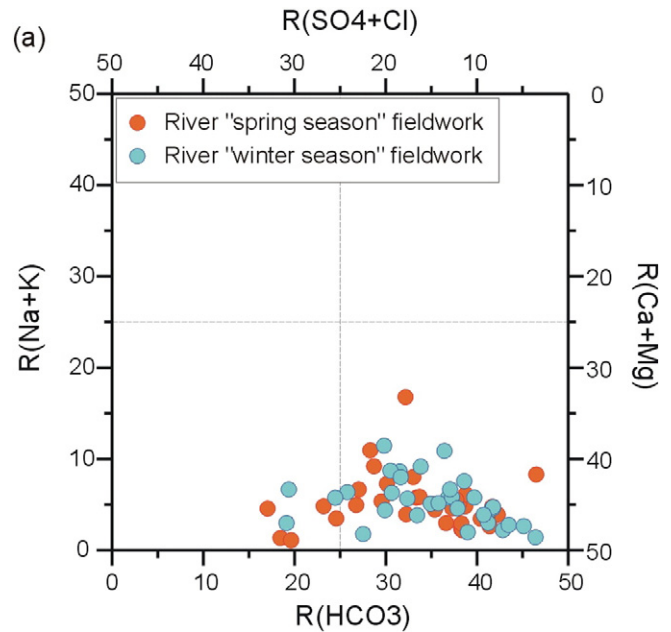 (a)
R(SO4+Cl)
50 40 30 20 10
50 0
River "spring season" fieldwork
River "winter season" fieldwork
40 10
30 20
R(Na+K)
R(Ca+Mg)
20 30
10 40
0 50
0 10 20 30 40 50
R(HCO3)